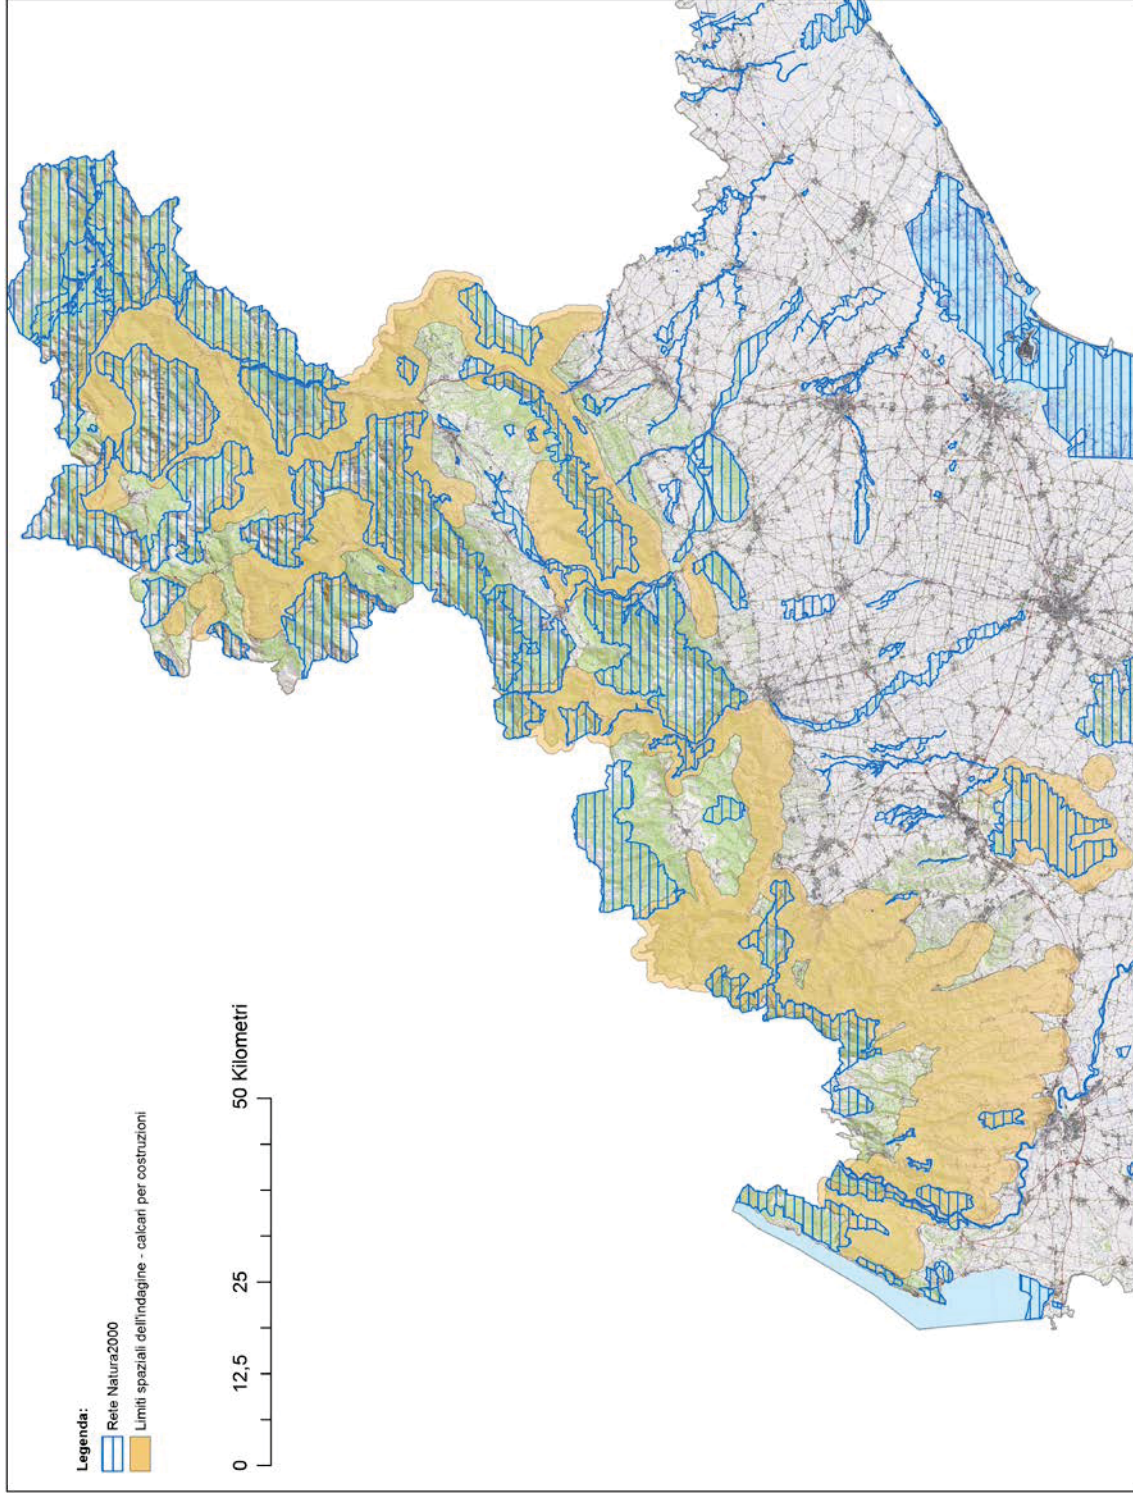 Legenda:
Rete Natura2000
Limiti spaziali dell'indagine - calcari per costruzioni
0 12,5 25 50 Kilometri